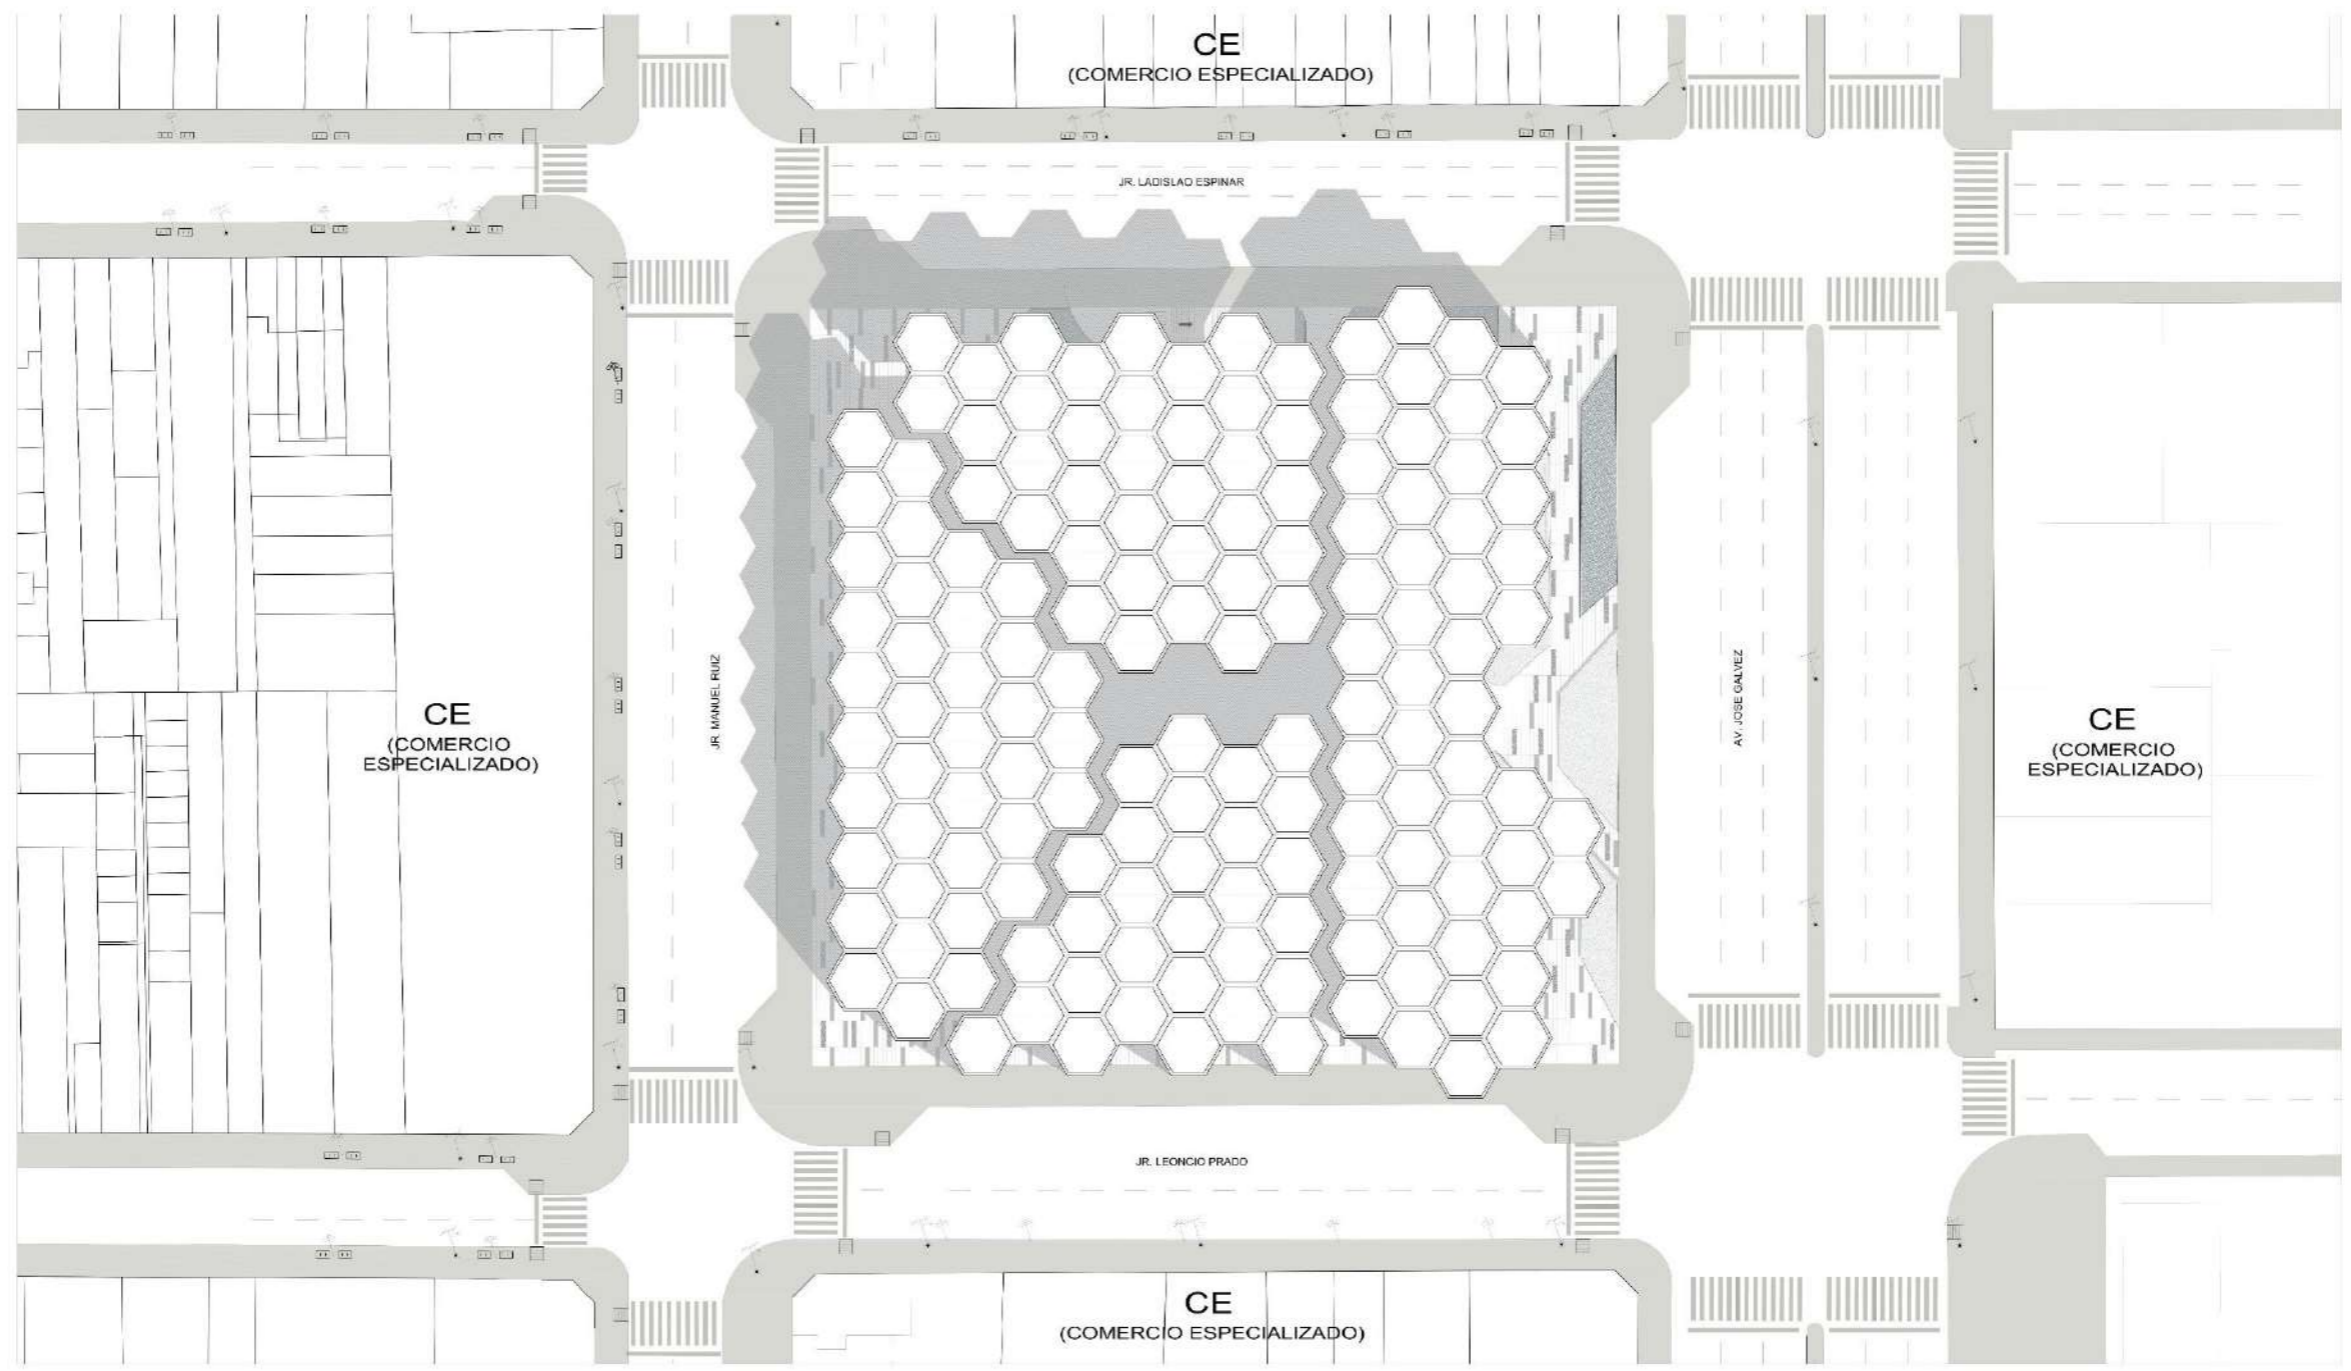 CE
(COMERCIO ESPECIALIZADO)
JR. LADISLAO ESPINAR
CE
(COMERCIO
ESPECIALIZADO)
JR. MANUEL RUIZ
AV. JOSE GALVEZ
CE
(COMERCIO
ESPECIALIZADO)
JR. LEONCIO PRADO
CE
(COMERCIO ESPECIALIZADO)